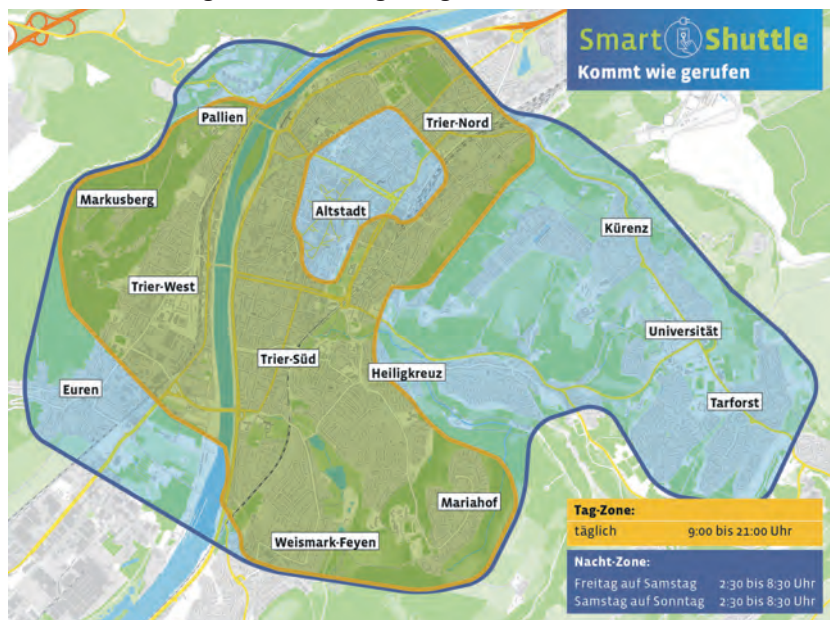 Smart Shuttle
Kommt wie gerufen
Pallien
Trier-Nord
Markusberg
Altstadt
Kürenz
Trier-West
Universität
Trier-Süd
Heiligkreuz
Euren
Tarforst
Mariahof
Weismark-Feyen
Tag-Zone:
täglich 9:00 bis 21:00 Uhr
Nacht-Zone:
Freitag auf Samstag 2:30 bis 8:30 Uhr
Samstag auf Sonntag 2:30 bis 8:30 Uhr